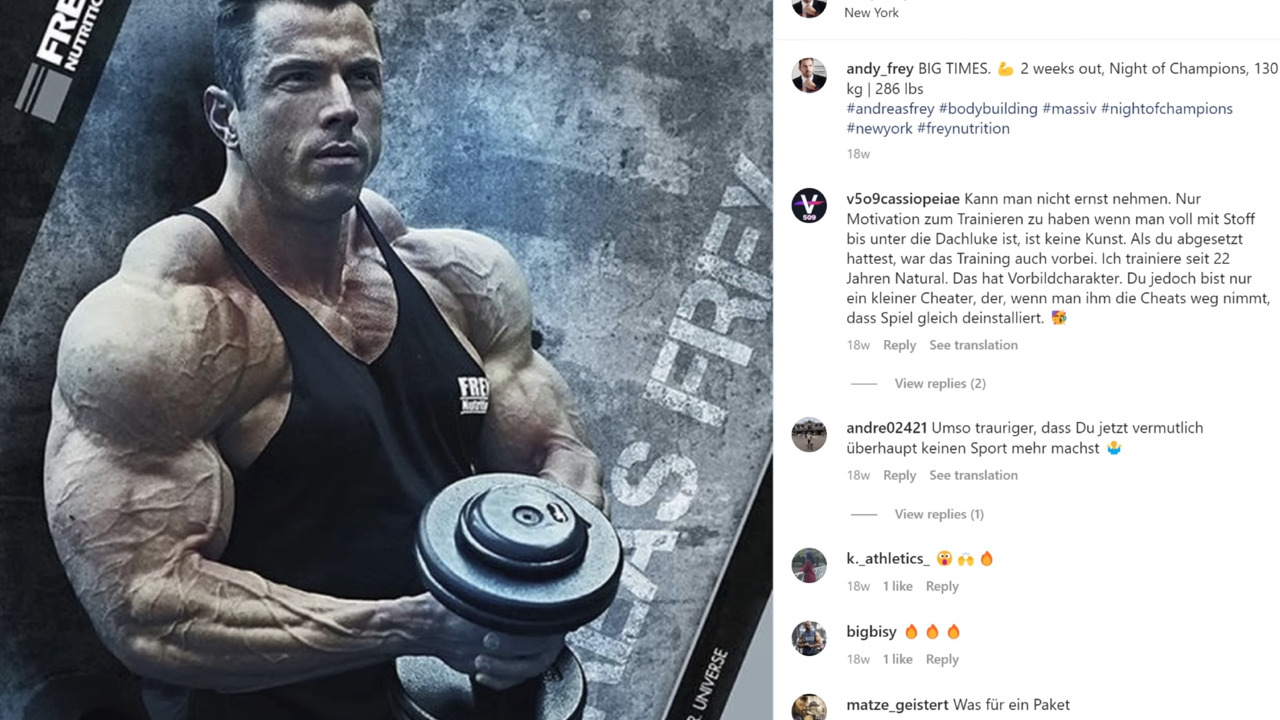 FREY
NUTRITION
FREY
Nutrition
REAS FREY
R. UNIVERSE
New York
andy_frey BIG TIMES. 💪 2 weeks out, Night of Champions, 130
kg | 286 lbs
#andreasfrey #bodybuilding #massiv #nightofchampions
#newyork #freynutrition
18w
V
509
v5o9cassiopeiae Kann man nicht ernst nehmen. Nur
Motivation zum Trainieren zu haben wenn man voll mit Stoff
bis unter die Dachluke ist, ist keine Kunst. Als du abgesetzt
hattest, war das Training auch vorbei. Ich trainiere seit 22
Jahren Natural. Das hat Vorbildcharakter. Du jedoch bist nur
ein kleiner Cheater, der, wenn man ihm die Cheats weg nimmt,
dass Spiel gleich deinstalliert. 🥳
18w Reply See translation
View replies (2)
andre02421 Umso trauriger, dass Du jetzt vermutlich
überhaupt keinen Sport mehr machst 🤷‍♂️
18w Reply See translation
View replies (1)
k._athletics_ 😲 🙌 🔥
18w 1 like Reply
bigbisy 🔥 🔥 🔥
18w 1 like Reply
matze_geistert Was für ein Paket